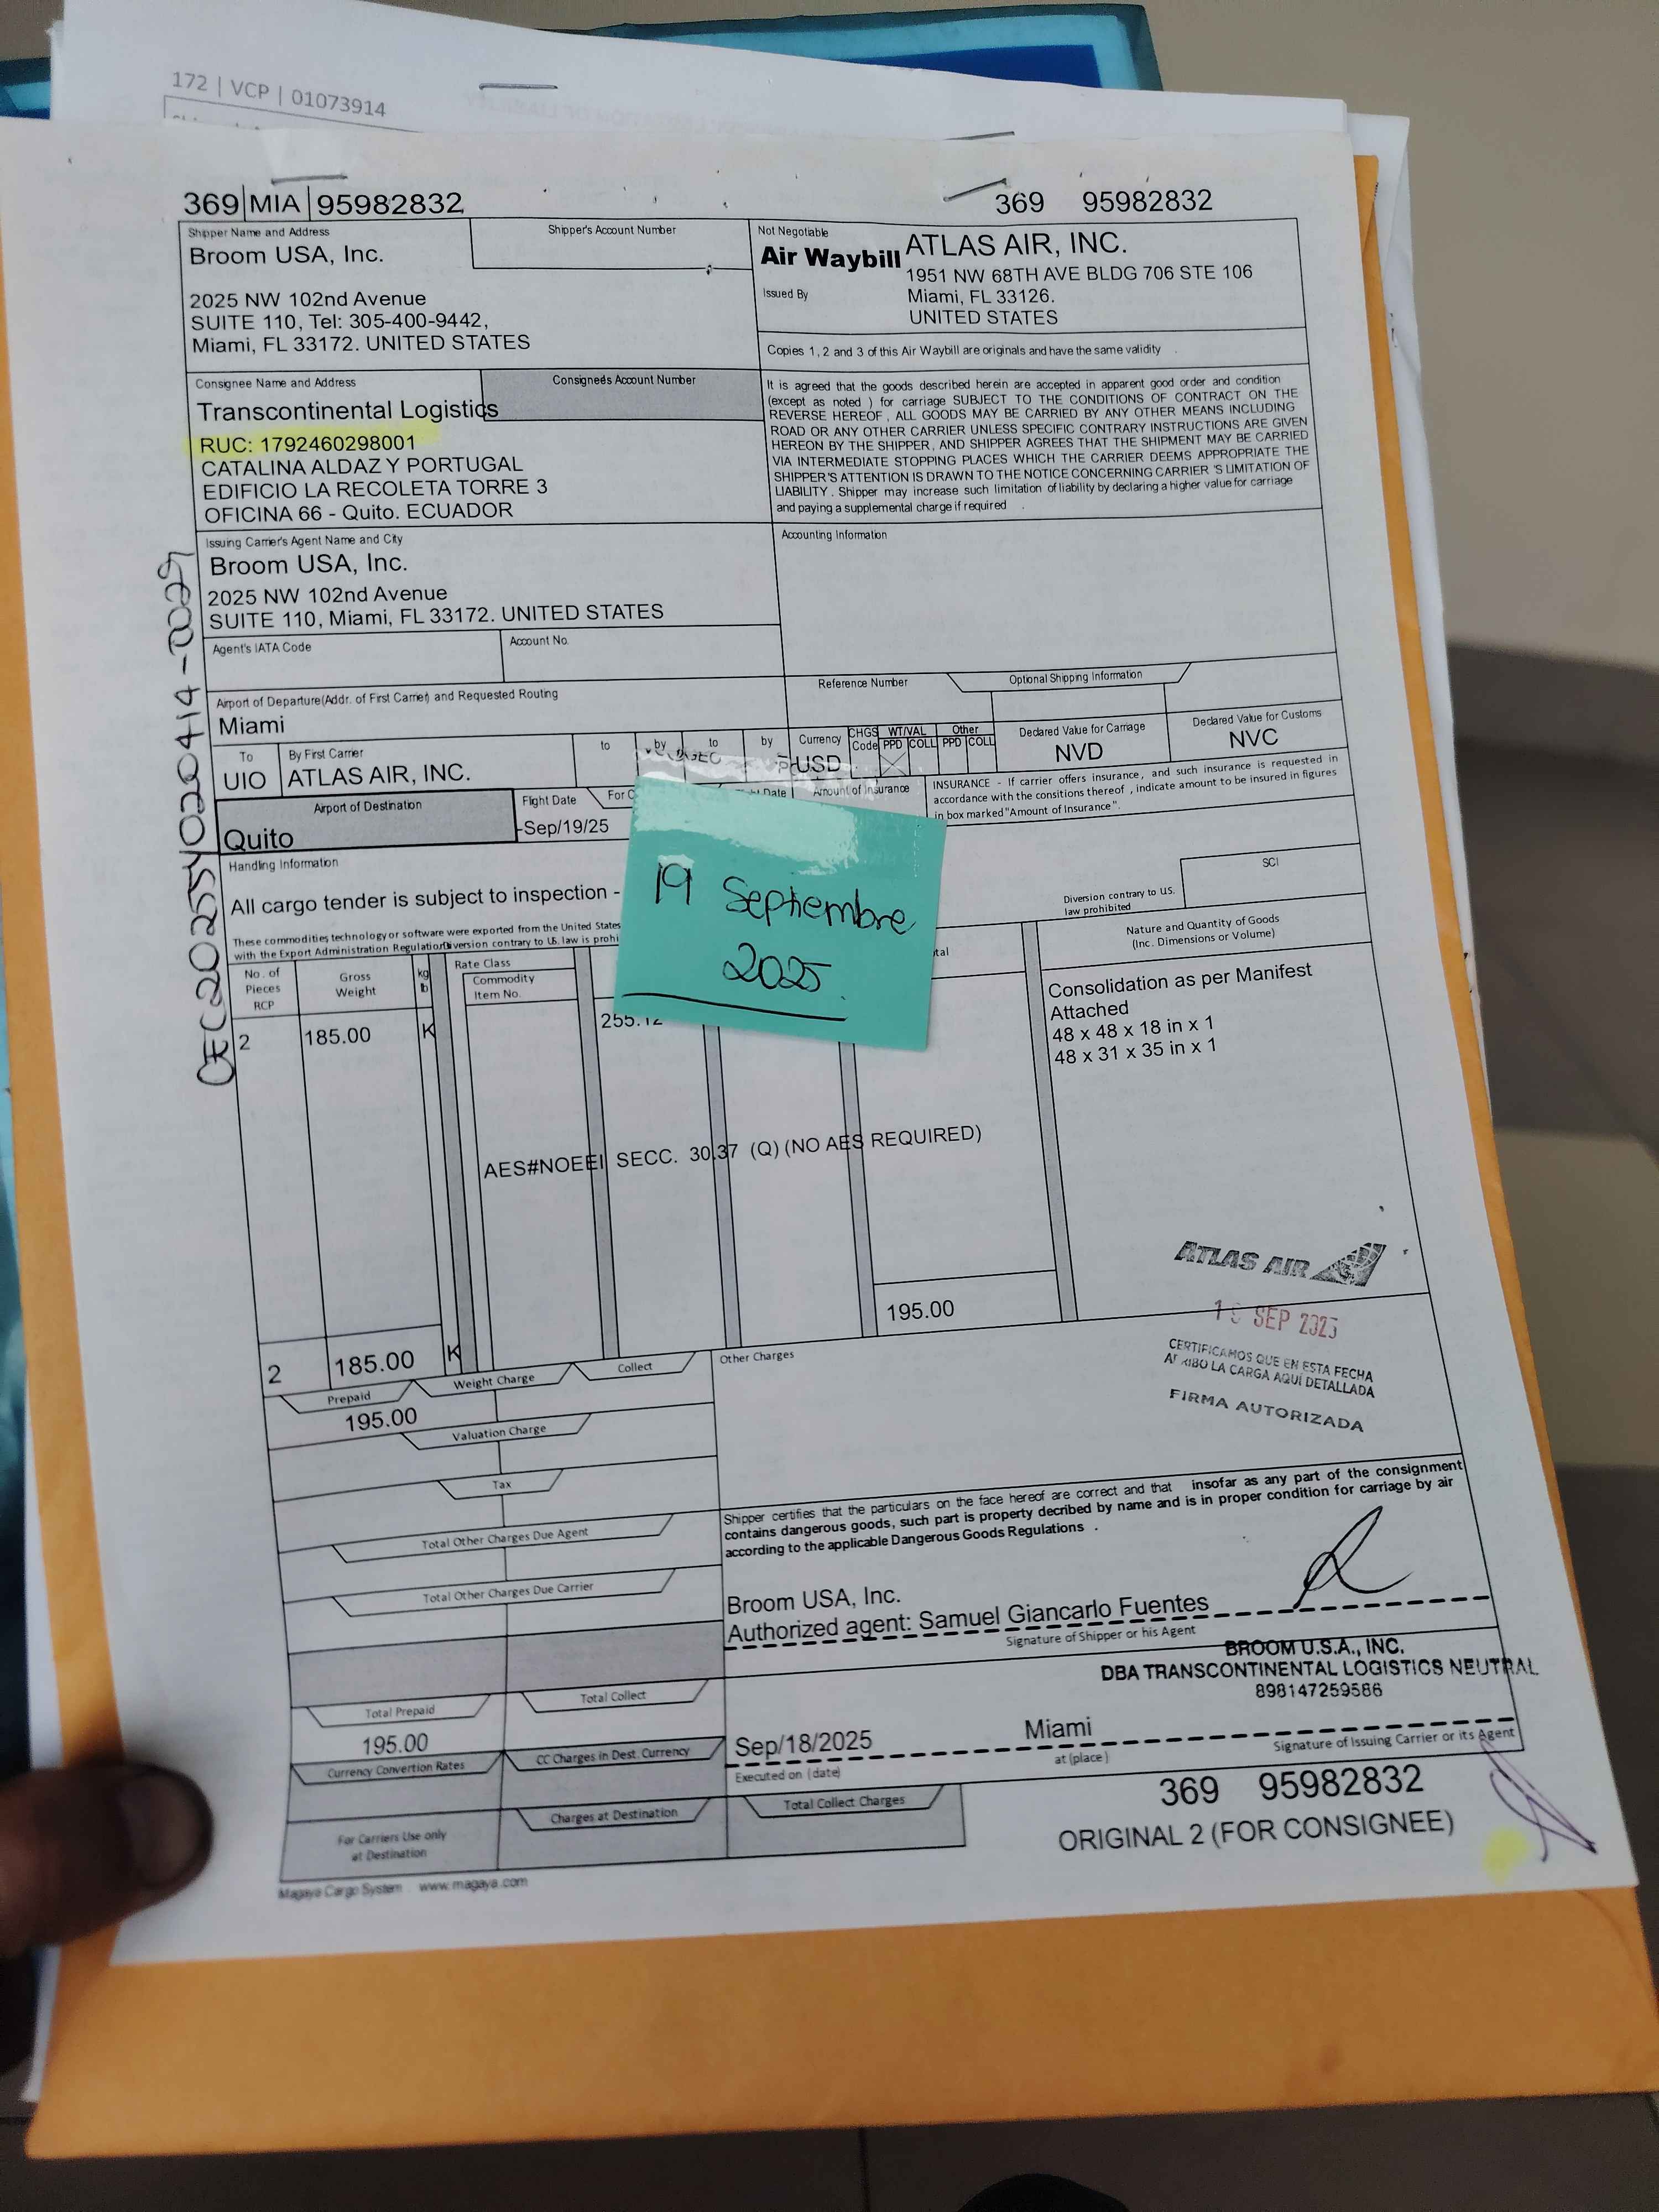 172 | VCP | 01073914
369 MIA 95982832
369 95982832
Shipper Name and Address
Broom USA, Inc.
2025 NW 102nd Avenue
SUITE 110, Tel: 305-400-9442,
Miami, FL 33172. UNITED STATES
Shipper's Account Number
Not Negotiable
Air Waybill
Issued By
ATLAS AIR, INC.
1951 NW 68TH AVE BLDG 706 STE 106
Miami, FL 33126.
UNITED STATES
Copies 1, 2 and 3 of this Air Waybill are originals and have the same validity
Consignee Name and Address
Consigneds Account Number
Transcontinental Logistics
RUC: 1792460298001
CATALINA ALDAZ Y PORTUGAL
EDIFICIO LA RECOLETA TORRE 3
OFICINA 66 - Quito. ECUADOR
It is agreed that the goods described herein are accepted in apparent good order and condition
(except as noted ) for carriage SUBJECT TO THE CONDITIONS OF CONTRACT ON THE
REVERSE HEREOF , ALL GOODS MAY BE CARRIED BY ANY OTHER MEANS INCLUDING
ROAD OR ANY OTHER CARRIER UNLESS SPECIFIC CONTRARY INSTRUCTIONS ARE GIVEN
HEREON BY THE SHIPPER, AND SHIPPER AGREES THAT THE SHIPMENT MAY BE CARRIED
VIA INTERMEDIATE STOPPING PLACES WHICH THE CARRIER DEEMS APPROPRIATE THE
SHIPPER'S ATTENTION IS DRAWN TO THE NOTICE CONCERNING CARRIER 'S LIMITATION OF
LIABILITY . Shipper may increase such limitation of liability by declaring a higher value for carriage
and paying a supplemental charge if required .
Issuing Carrier's Agent Name and City
Broom USA, Inc.
2025 NW 102nd Avenue
SUITE 110, Miami, FL 33172. UNITED STATES
Accounting Information
Agent's IATA Code
Account No.
Airport of Departure(Addr. of First Carrier) and Requested Routing
Miami
Reference Number
Optional Shipping Information
To
UIO
By First Carrier
ATLAS AIR, INC.
to
by
to
by
Currency
USD
CHGS
Code
WT/VAL
PPD COLL
Other
PPD COLL
Declared Value for Carriage
NVD
Declared Value for Customs
NVC
Airport of Destination
Quito
Flight Date
Sep/19/25
Amount of Insurance
INSURANCE - If carrier offers insurance, and such insurance is requested in
accordance with the consitions thereof , indicate amount to be insured in figures
in box marked "Amount of Insurance".
Handling Information
All cargo tender is subject to inspection -
19 Septiembre
2025
Diversion contrary to U.S.
law prohibited
SCI
These commodities technology or software were exported from the United States
with the Export Administration Regulation
Diversion contrary to U.S. law is prohi
No. of
Pieces
RCP
Gross
Weight
kg
lb
Rate Class
Commodity
Item No.
Nature and Quantity of Goods
(Inc. Dimensions or Volume)
2
185.00
K
255.12
Consolidation as per Manifest
Attached
48 x 48 x 18 in x 1
48 x 31 x 35 in x 1
AES#NOEEI SECC. 30.37 (Q) (NO AES REQUIRED)
195.00
2
185.00
K
ATLAS AIR
SEP 2025
CERTIFICAMOS QUE EN ESTA FECHA
ARRIBO LA CARGA AQUÍ DETALLADA
FIRMA AUTORIZADA
Prepaid
Weight Charge
Collect
Other Charges
195.00
Valuation Charge
Tax
Total Other Charges Due Agent
Total Other Charges Due Carrier
Shipper certifies that the particulars on the face hereof are correct and that insofar as any part of the consignment
contains dangerous goods, such part is property decribed by name and is in proper condition for carriage by air
according to the applicable Dangerous Goods Regulations .
Broom USA, Inc.
Authorized agent: Samuel Giancarlo Fuentes
Signature of Shipper or his Agent
BROOM U.S.A., INC.
DBA TRANSCONTINENTAL LOGISTICS NEUTRAL
898147259586
Total Prepaid
Total Collect
195.00
Currency Convertion Rates
CC Charges in Dest. Currency
Sep/18/2025
Miami
Executed on (date)
at (place)
Signature of Issuing Carrier or its Agent
For Carriers Use only
at Destination
Charges at Destination
Total Collect Charges
369 95982832
ORIGINAL 2 (FOR CONSIGNEE)
Magaya Cargo System www.magaya.com